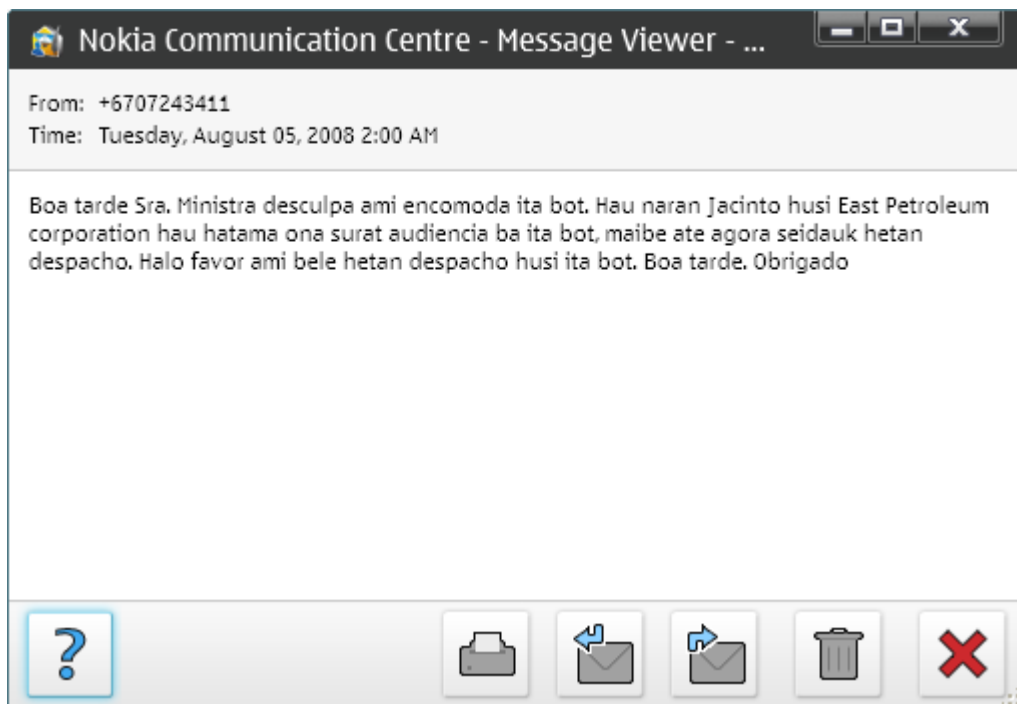 Nokia Communication Centre - Message Viewer - ...
From: +6707243411
Time: Tuesday, August 05, 2008 2:00 AM
Boa tarde Sra. Ministra desculpa ami encomoda ita bot. Hau naran Jacinto husi East Petroleum
corporation hau hatama ona surat audiencia ba ita bot, maibe ate agora seidauk hetan
despacho. Halo favor ami bele hetan despacho husi ita bot. Boa tarde. Obrigado